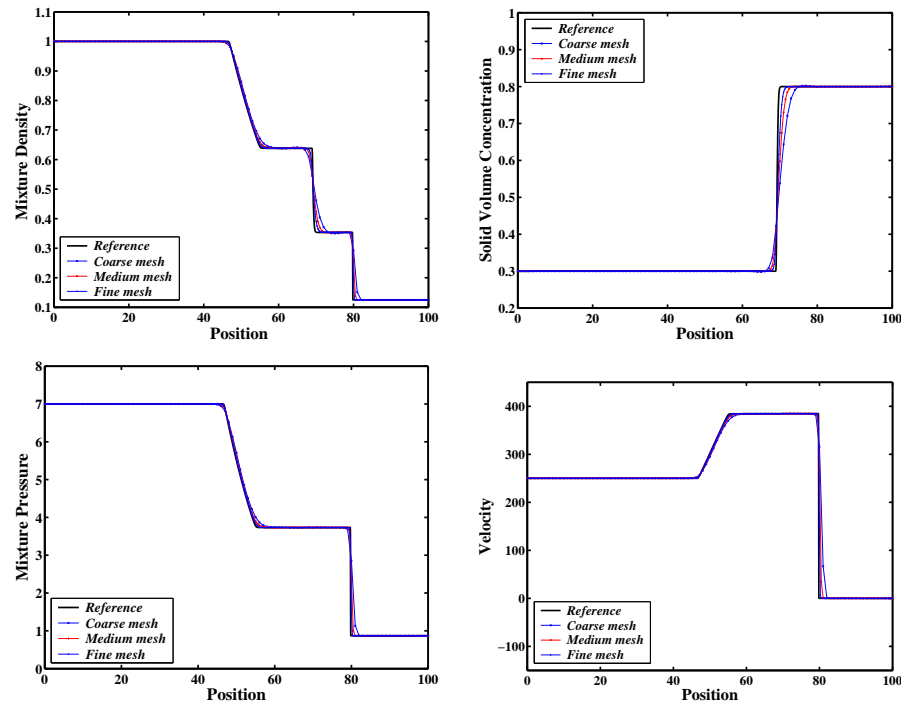 1.1
1
0.9
0.8
0.7
0.6
0.5
0.4
0.3
0.2
0.1
Mixture Density
Reference
Coarse mesh
Medium mesh
Fine mesh
0 20 40 60 80 100
Position
1
0.9
0.8
0.7
0.6
0.5
0.4
0.3
0.2
Solid Volume Concentration
Reference
Coarse mesh
Medium mesh
Fine mesh
0 20 40 60 80 100
Position
8
7
6
5
4
3
2
1
0
Mixture Pressure
Reference
Coarse mesh
Medium mesh
Fine mesh
0 20 40 60 80 100
Position
400
300
200
100
0
−100
Velocity
Reference
Coarse mesh
Medium mesh
Fine mesh
0 20 40 60 80 100
Position